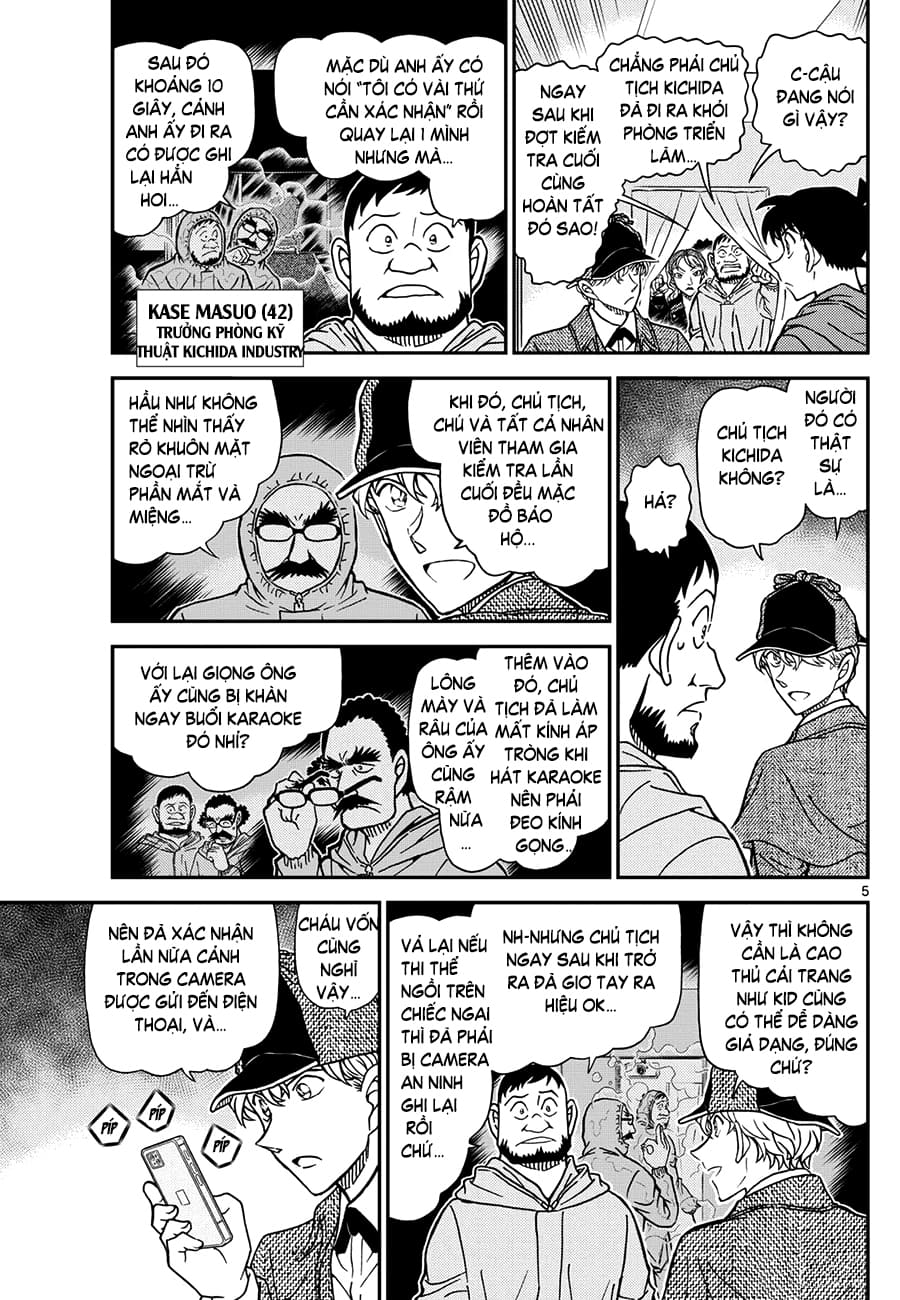 C-CẬU
ĐANG NÓI
GÌ VẬY?
CHẲNG PHẢI CHỦ
TỊCH KICHIDA
ĐÃ ĐI RA KHỎI
PHÒNG TRIỂN
LÃM...
NGAY
SAU KHI
ĐỢT KIỂM
TRA CUỐI
CÙNG
HOÀN TẤT
ĐÓ SAO!
MẶC DÙ ANH ẤY CÓ
NÓI "TÔI CÓ VÀI THỨ
CẦN XÁC NHẬN" RỒI
QUAY LẠI 1 MÌNH
NHƯNG MÀ...
SAU ĐÓ
KHOẢNG 10
GIÂY, CẢNH
ANH ẤY ĐI RA
CÓ ĐƯỢC GHI
LẠI HẲN
HOI...
KASE MASUO (42)
TRƯỞNG PHÒNG KỸ
THUẬT KICHIDA INDUSTRY
NGƯỜI
ĐÓ CÓ
THẬT
SỰ
LÀ...
CHỦ TỊCH
KICHIDA
KHÔNG?
HẢ?
KHI ĐÓ, CHỦ TỊCH,
CHÚ VÀ TẤT CẢ NHÂN
VIÊN THAM GIA
KIỂM TRA LẦN
CUỐI ĐỀU MẶC
ĐỒ BẢO
HỘ...
HẦU NHƯ KHÔNG
THỂ NHÌN THẤY
RÕ KHUÔN MẶT
NGOẠI TRỪ
PHẦN MẮT VÀ
MIỆNG...
THÊM VÀO
ĐÓ, CHỦ
TỊCH ĐÃ LÀM
MẤT KÍNH ÁP
TRÒNG KHI
HÁT KARAOKE
NÊN PHẢI
ĐEO KÍNH
GỌNG...
LÔNG
MÀY VÀ
RÂU CỦA
ÔNG ẤY
CŨNG
RẬM
NỮA
...
VỚI LẠI GIỌNG ÔNG
ẤY CŨNG BỊ KHÀN
NGAY BUỔI KARAOKE
ĐÓ NHỈ?
5
VẬY THÌ KHÔNG
CẦN LÀ CAO
THỦ CẢI TRANG
NHƯ KID CŨNG
CÓ THỂ DỄ DÀNG
GIẢ DẠNG, ĐÚNG
CHỨ?
NH-NHƯNG CHỦ TỊCH
NGAY SAU KHI TRỞ
RA ĐÃ GIƠ TAY RA
HIỆU OK...
VẢ LẠI NẾU
THI THỂ
NGỒI TRÊN
CHIẾC NGAI
THÌ ĐÃ PHẢI
BỊ CAMERA
AN NINH
GHI LẠI
RỒI
CHỨ...
CHÁU VỐN
CŨNG
NGHĨ
VẬY...
NÊN ĐÃ XÁC NHẬN
LẦN NỮA CẢNH
TRONG CAMERA
ĐƯỢC GỬI ĐẾN ĐIỆN
THOẠI, VÀ...
PÍP
PÍP
PÍP